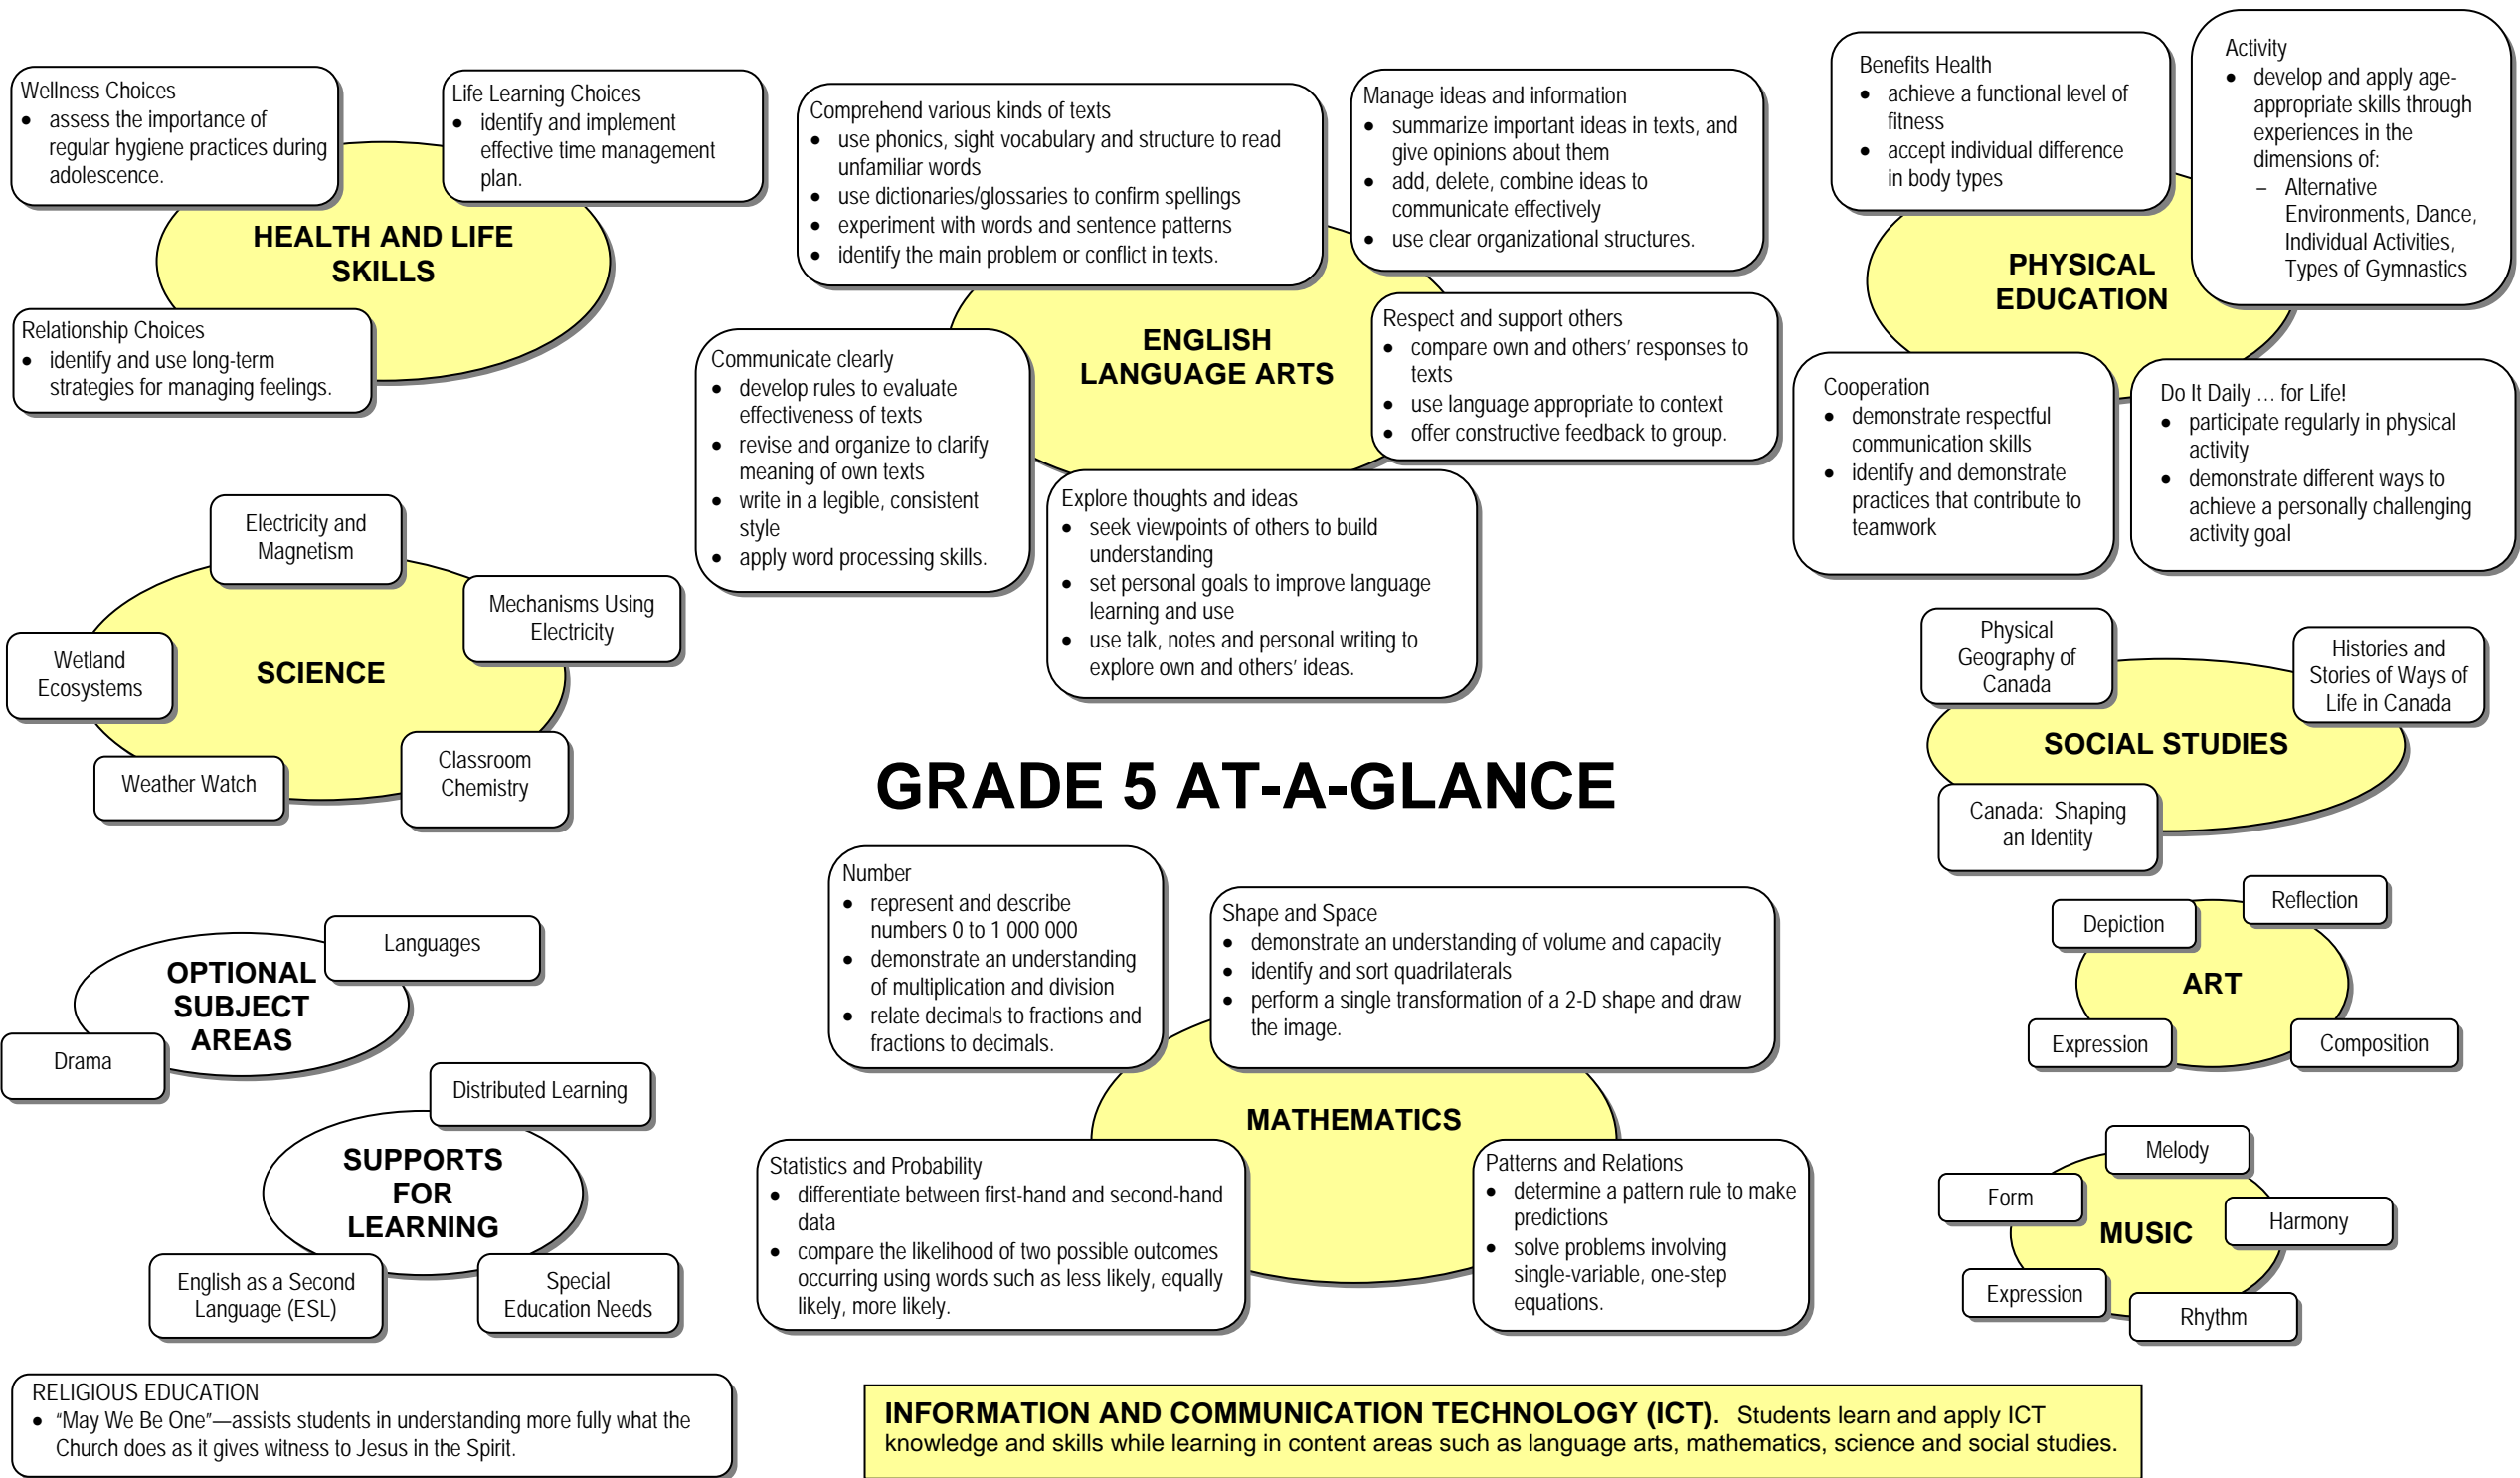 Wellness Choices
• assess the importance of
regular hygiene practices during
adolescence.
Life Learning Choices
• identify and implement
effective time management
plan.
HEALTH AND LIFE
SKILLS
Relationship Choices
• identify and use long-term
strategies for managing feelings.
Comprehend various kinds of texts
• use phonics, sight vocabulary and structure to read
unfamiliar words
• use dictionaries/glossaries to confirm spellings
• experiment with words and sentence patterns
• identify the main problem or conflict in texts.
Manage ideas and information
• summarize important ideas in texts, and
give opinions about them
• add, delete, combine ideas to
communicate effectively
• use clear organizational structures.
ENGLISH
LANGUAGE ARTS
Communicate clearly
• develop rules to evaluate
effectiveness of texts
• revise and organize to clarify
meaning of own texts
• write in a legible, consistent
style
• apply word processing skills.
Respect and support others
• compare own and others' responses to
texts
• use language appropriate to context
• offer constructive feedback to group.
Explore thoughts and ideas
• seek viewpoints of others to build
understanding
• set personal goals to improve language
learning and use
• use talk, notes and personal writing to
explore own and others' ideas.
Benefits Health
• achieve a functional level of
fitness
• accept individual difference
in body types
Activity
• develop and apply age-
appropriate skills through
experiences in the
dimensions of:
– Alternative
Environments, Dance,
Individual Activities,
Types of Gymnastics
PHYSICAL
EDUCATION
Cooperation
• demonstrate respectful
communication skills
• identify and demonstrate
practices that contribute to
teamwork
Do It Daily … for Life!
• participate regularly in physical
activity
• demonstrate different ways to
achieve a personally challenging
activity goal
Electricity and
Magnetism
Mechanisms Using
Electricity
Wetland
Ecosystems
SCIENCE
Weather Watch
Classroom
Chemistry
Physical
Geography of
Canada
Histories and
Stories of Ways of
Life in Canada
SOCIAL STUDIES
Canada:  Shaping
an Identity
GRADE 5 AT-A-GLANCE
Languages
OPTIONAL
SUBJECT
AREAS
Drama
Distributed Learning
SUPPORTS
FOR
LEARNING
English as a Second
Language (ESL)
Special
Education Needs
Number
• represent and describe
numbers 0 to 1 000 000
• demonstrate an understanding
of multiplication and division
• relate decimals to fractions and
fractions to decimals.
Shape and Space
• demonstrate an understanding of volume and capacity
• identify and sort quadrilaterals
• perform a single transformation of a 2-D shape and draw
the image.
MATHEMATICS
Statistics and Probability
• differentiate between first-hand and second-hand
data
• compare the likelihood of two possible outcomes
occurring using words such as less likely, equally
likely, more likely.
Patterns and Relations
• determine a pattern rule to make
predictions
• solve problems involving
single-variable, one-step
equations.
Depiction
Reflection
ART
Expression
Composition
Melody
Form
Harmony
MUSIC
Expression
Rhythm
RELIGIOUS EDUCATION
• "May We Be One"—assists students in understanding more fully what the
Church does as it gives witness to Jesus in the Spirit.
INFORMATION AND COMMUNICATION TECHNOLOGY (ICT).  Students learn and apply ICT
knowledge and skills while learning in content areas such as language arts, mathematics, science and social studies.